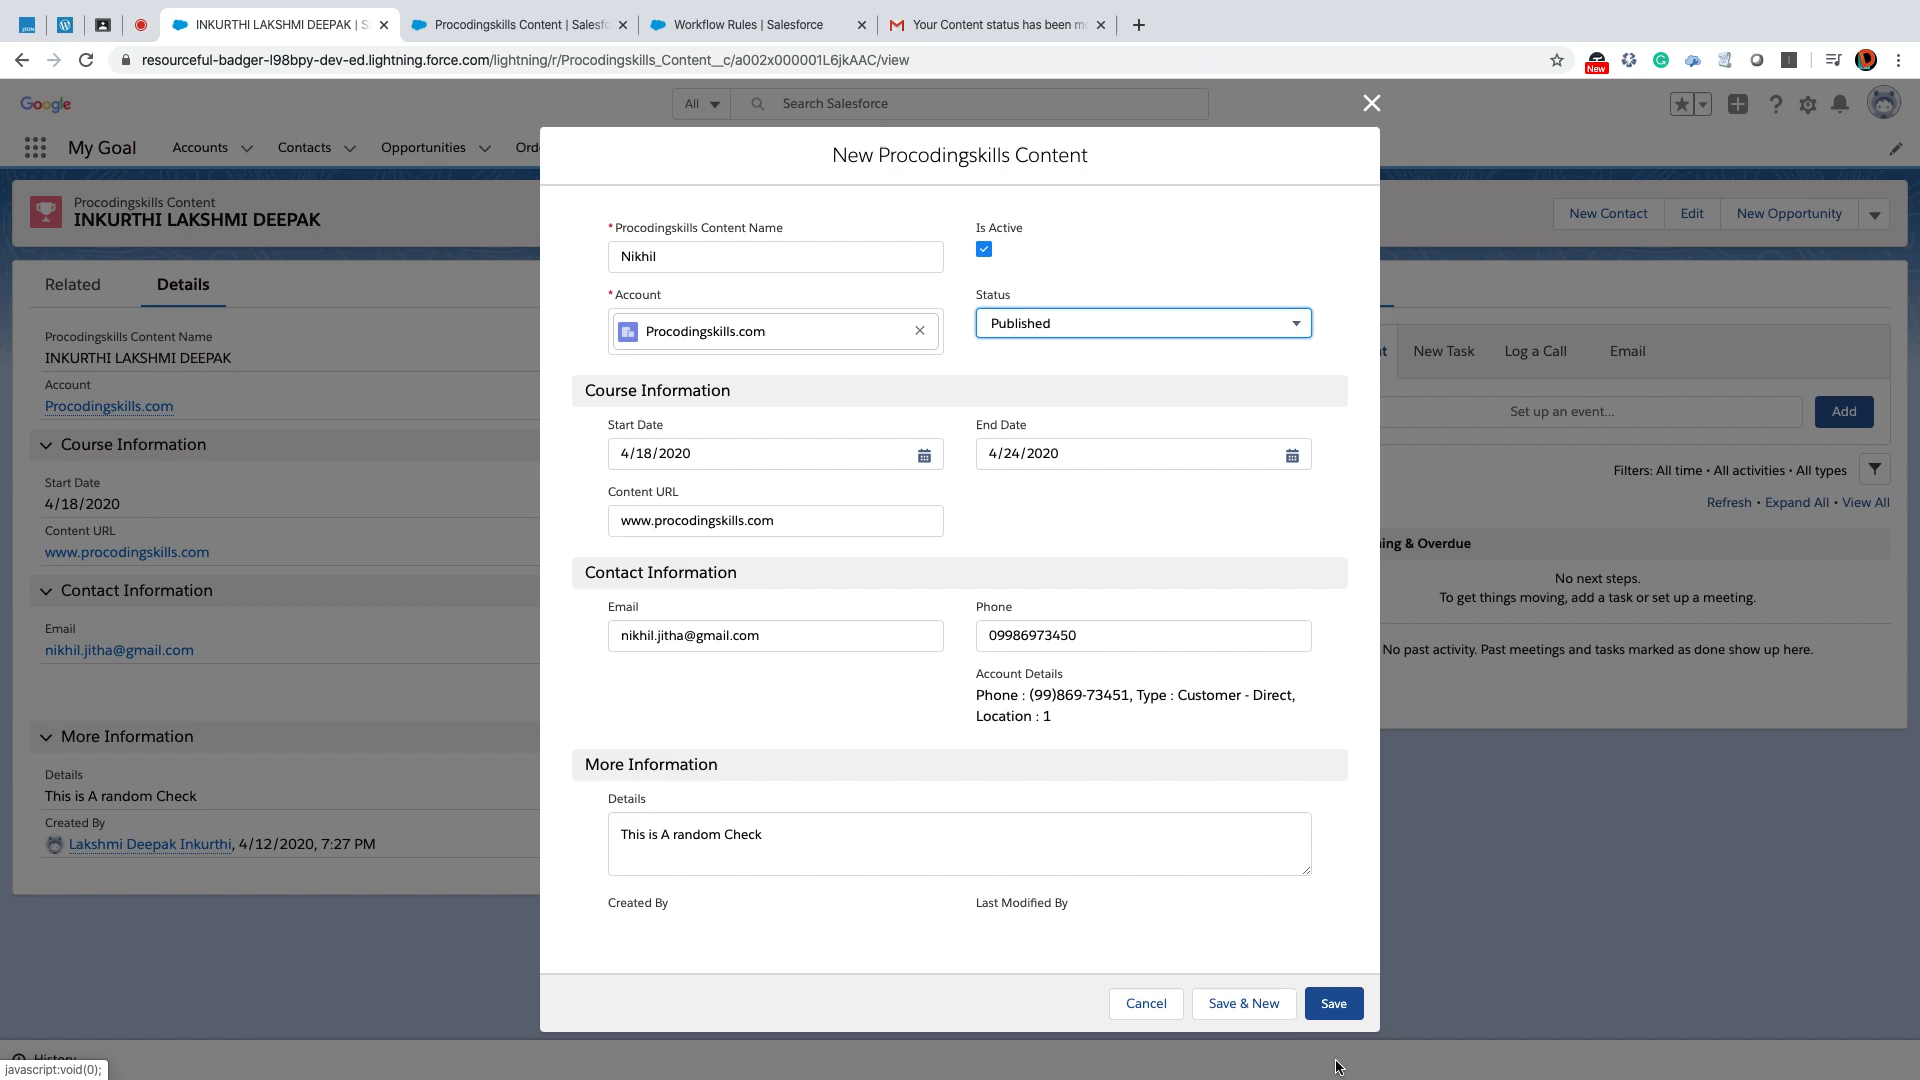 INKURTHI LAKSHMI DEEPAK | S
Procodingskills Content | Salesfo
Workflow Rules | Salesforce
Your Content status has been m
resourceful-badger-l98bpy-dev-ed.lightning.force.com/lightning/r/Procodingskills_Content__c/a002x000001L6jkAAC/view
New
Google
All
Search Salesforce
My Goal
Accounts
Contacts
Opportunities
Procodingskills Content
INKURTHI LAKSHMI DEEPAK
New Contact
Edit
New Opportunity
Related
Details
Procodingskills Content Name
INKURTHI LAKSHMI DEEPAK
Account
Procodingskills.com
Course Information
Start Date
4/18/2020
Content URL
www.procodingskills.com
Contact Information
Email
nikhil.jitha@gmail.com
More Information
Details
This is A random Check
Created By
Lakshmi Deepak Inkurthi, 4/12/2020, 7:27 PM
New Procodingskills Content
*Procodingskills Content Name
Nikhil
Is Active
*Account
Procodingskills.com
Status
Published
Course Information
Start Date
4/18/2020
End Date
4/24/2020
Content URL
www.procodingskills.com
Contact Information
Email
nikhil.jitha@gmail.com
Phone
09986973450
Account Details
Phone : (99)869-73451, Type : Customer - Direct,
Location : 1
More Information
Details
This is A random Check
Created By
Last Modified By
Cancel
Save & New
Save
New Task
Log a Call
Email
Set up an event...
Add
Filters: All time • All activities • All types
Refresh • Expand All • View All
ing & Overdue
No next steps.
To get things moving, add a task or set up a meeting.
No past activity. Past meetings and tasks marked as done show up here.
History
javascript:void(0);